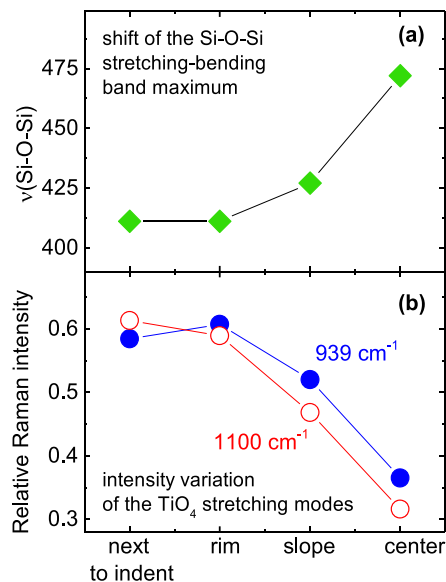 shift of the Si-O-Si
stretching-bending
band maximum
(a)
475
450
425
400
ν(Si-O-Si)
(b)
0.6
0.5
0.4
0.3
Relative Raman intensity
939 cm⁻¹
1100 cm⁻¹
intensity variation
of the TiO₄ stretching modes
next
to indent
rim
slope
center